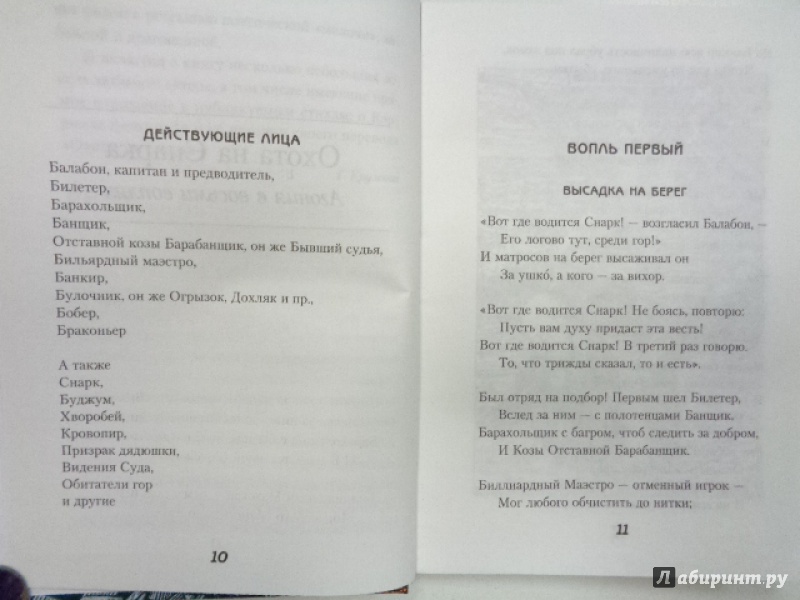 ДЕЙСТВУЮЩИЕ ЛИЦА
Балабон, капитан и предводитель,
Билетер,
Барахольщик,
Банщик,
Отставной козы Барабанщик, он же Бывший судья,
Бильярдный маэстро,
Банкир,
Булочник, он же Огрызок, Дохляк и пр.,
Бобер,
Браконьер
А также
Снарк,
Буджум,
Хворобей,
Кровопир,
Призрак дядюшки,
Видения Суда,
Обитатели гор
и другие
10
ВОПЛЬ ПЕРВЫЙ
ВЫСАДКА НА БЕРЕГ
«Вот где водится Снарк! — возгласил Балабон, —
Его логово тут, среди гор!»
И матросов на берег высаживал он
За ушко́, а кого — за вихор.
«Вот где водится Снарк! Не боясь, повторю:
Пусть вам духу придаст эта весть!
Вот где водится Снарк! В третий раз говорю.
То, что трижды сказал, то и есть».
Был отряд на подбор! Первым шел Билетер,
Вслед за ним — с полотенцами Банщик,
Барахольщик с багром, чтоб следить за добром,
И Козы Отставной Барабанщик.
Биллиардный Маэстро — отменный игрок —
Мог любого обчистить до нитки;
11
Лабиринт.ру